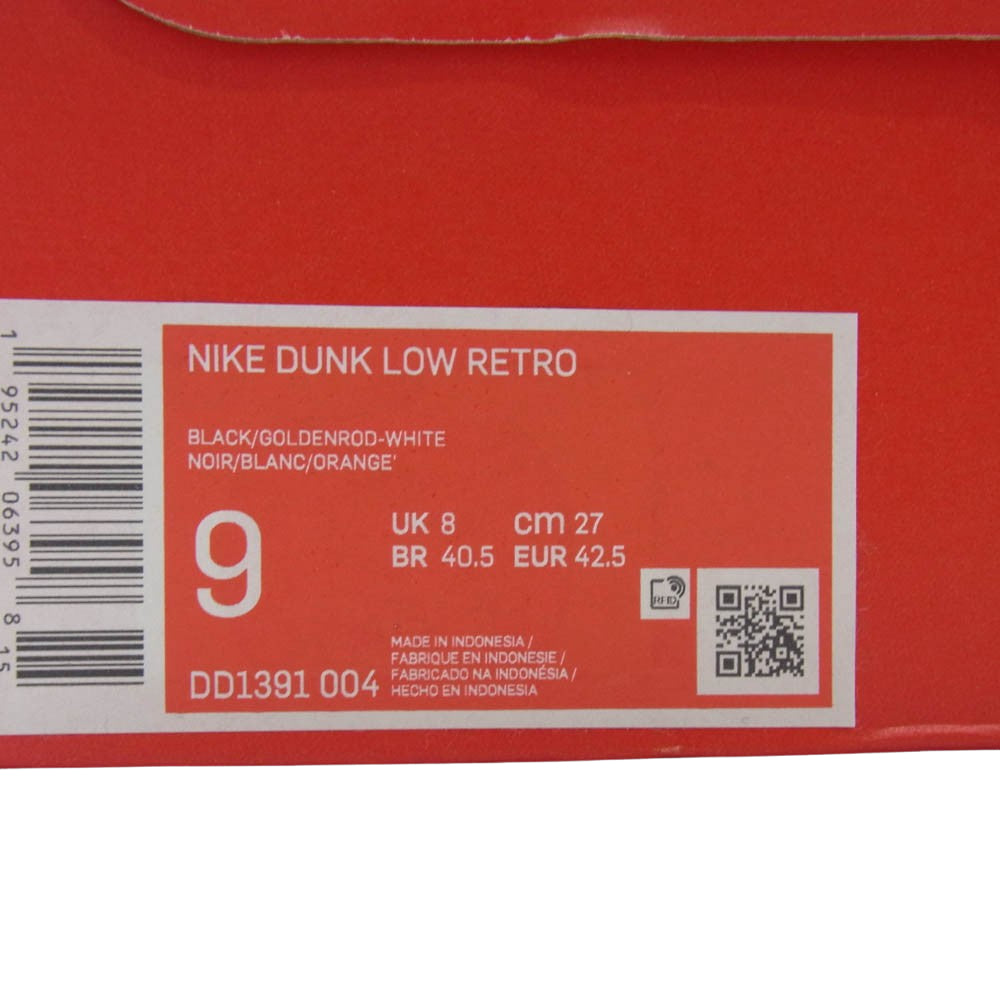 NIKE DUNK LOW RETRO
BLACK/GOLDENROD-WHITE
NOIR/BLANC/ORANGE'
9
UK 8 cm 27
BR 40.5 EUR 42.5
RFID
DD1391 004
MADE IN INDONESIA /
FABRIQUE EN INDONESIE /
FABRICADO NA INDONÉSIA /
HECHO EN INDONESIA
1 95242 06395 8 15